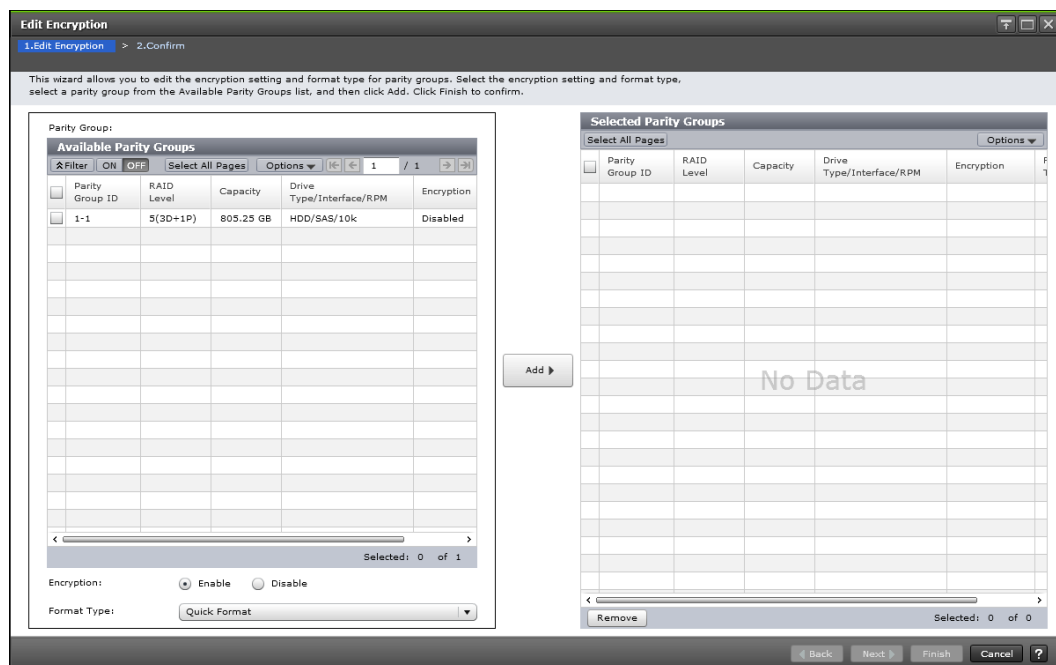 Edit Encryption
1.Edit Encryption > 2.Confirm
This wizard allows you to edit the encryption setting and format type for parity groups. Select the encryption setting and format type,
select a parity group from the Available Parity Groups list, and then click Add. Click Finish to confirm.
Parity Group:
Available Parity Groups
Filter ON OFF Select All Pages Options 1 / 1
Parity Group ID RAID Level Capacity Drive Type/Interface/RPM Encryption
1-1 5(3D+1P) 805.25 GB HDD/SAS/10k Disabled
Selected: 0 of 1
Encryption: Enable Disable
Format Type: Quick Format
Add
Selected Parity Groups
Select All Pages Options
Parity Group ID RAID Level Capacity Drive Type/Interface/RPM Encryption
No Data
Remove Selected: 0 of 0
Back Next Finish Cancel ?